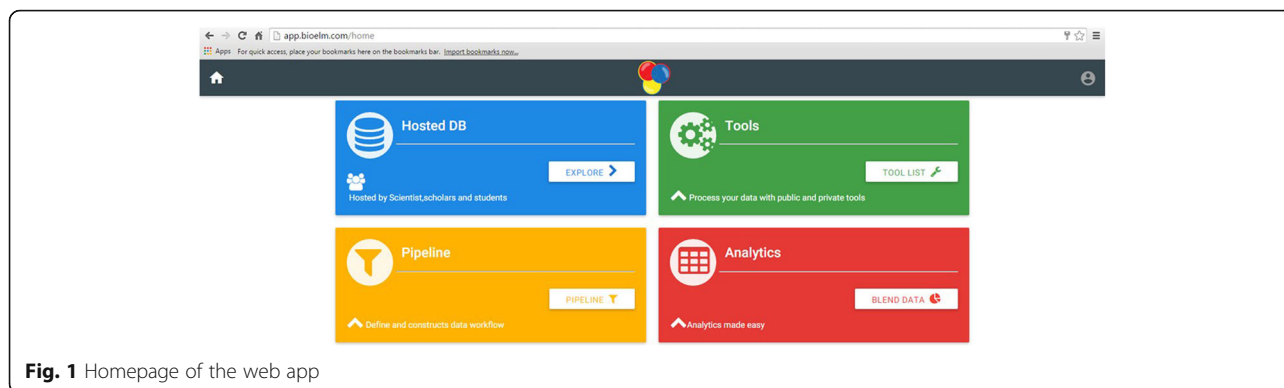 app.bioelm.com/home
Apps For quick access, place your bookmarks here on the bookmarks bar. Import bookmarks now...
Hosted DB
EXPLORE
Hosted by Scientist,scholars and students
Tools
TOOL LIST
Process your data with public and private tools
Pipeline
PIPELINE
Define and constructs data workflow
Analytics
BLEND DATA
Analytics made easy
Fig. 1 Homepage of the web app